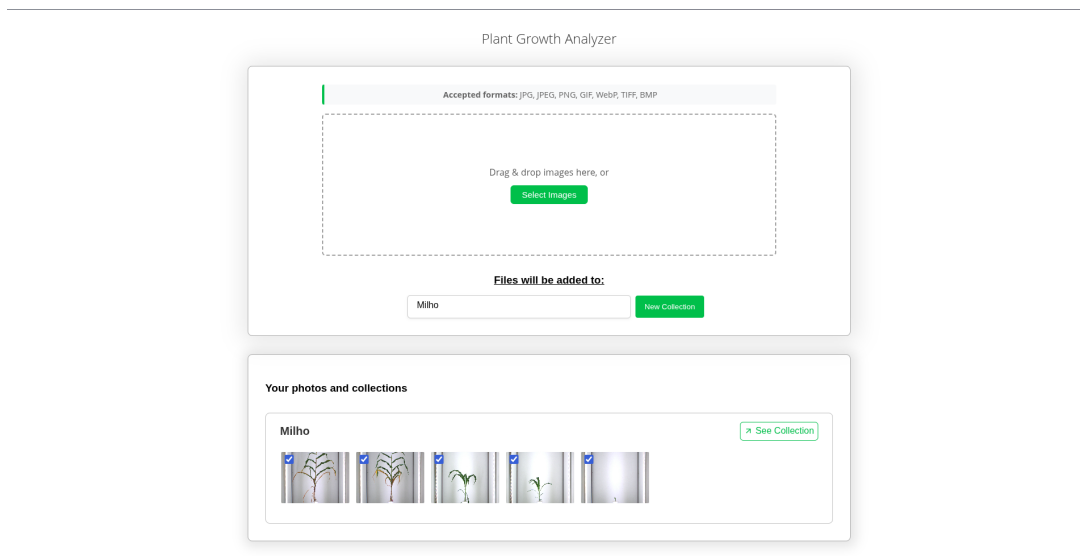 Plant Growth Analyzer
Accepted formats: JPG, JPEG, PNG, GIF, WebP, TIFF, BMP
Drag & drop images here, or
Select Images
Files will be added to:
Milho
New Collection
Your photos and collections
Milho
See Collection